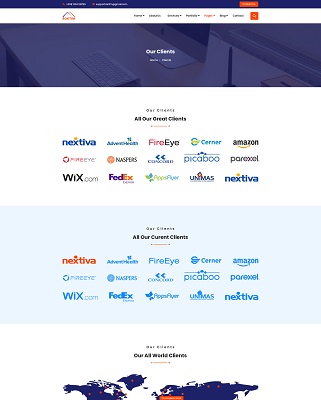 Home AboutUs Services Portfolio Pages Blog Contact
Our Clients
Home - Clients
Our Clients
All Our Great Clients
nextiva AdventHealth FireEye Cerner amazon
FIREEYE NASPERS CONCORD picaboo parexel
WiX.com FedEx Express AppsFlyer UNIMAS nextiva
Our Clients
All Our Curent Clients
nextiva AdventHealth FireEye Cerner amazon
FIREEYE NASPERS CONCORD picaboo parexel
WiX.com FedEx Express AppsFlyer UNIMAS nextiva
Our Clients
Our All World Clients